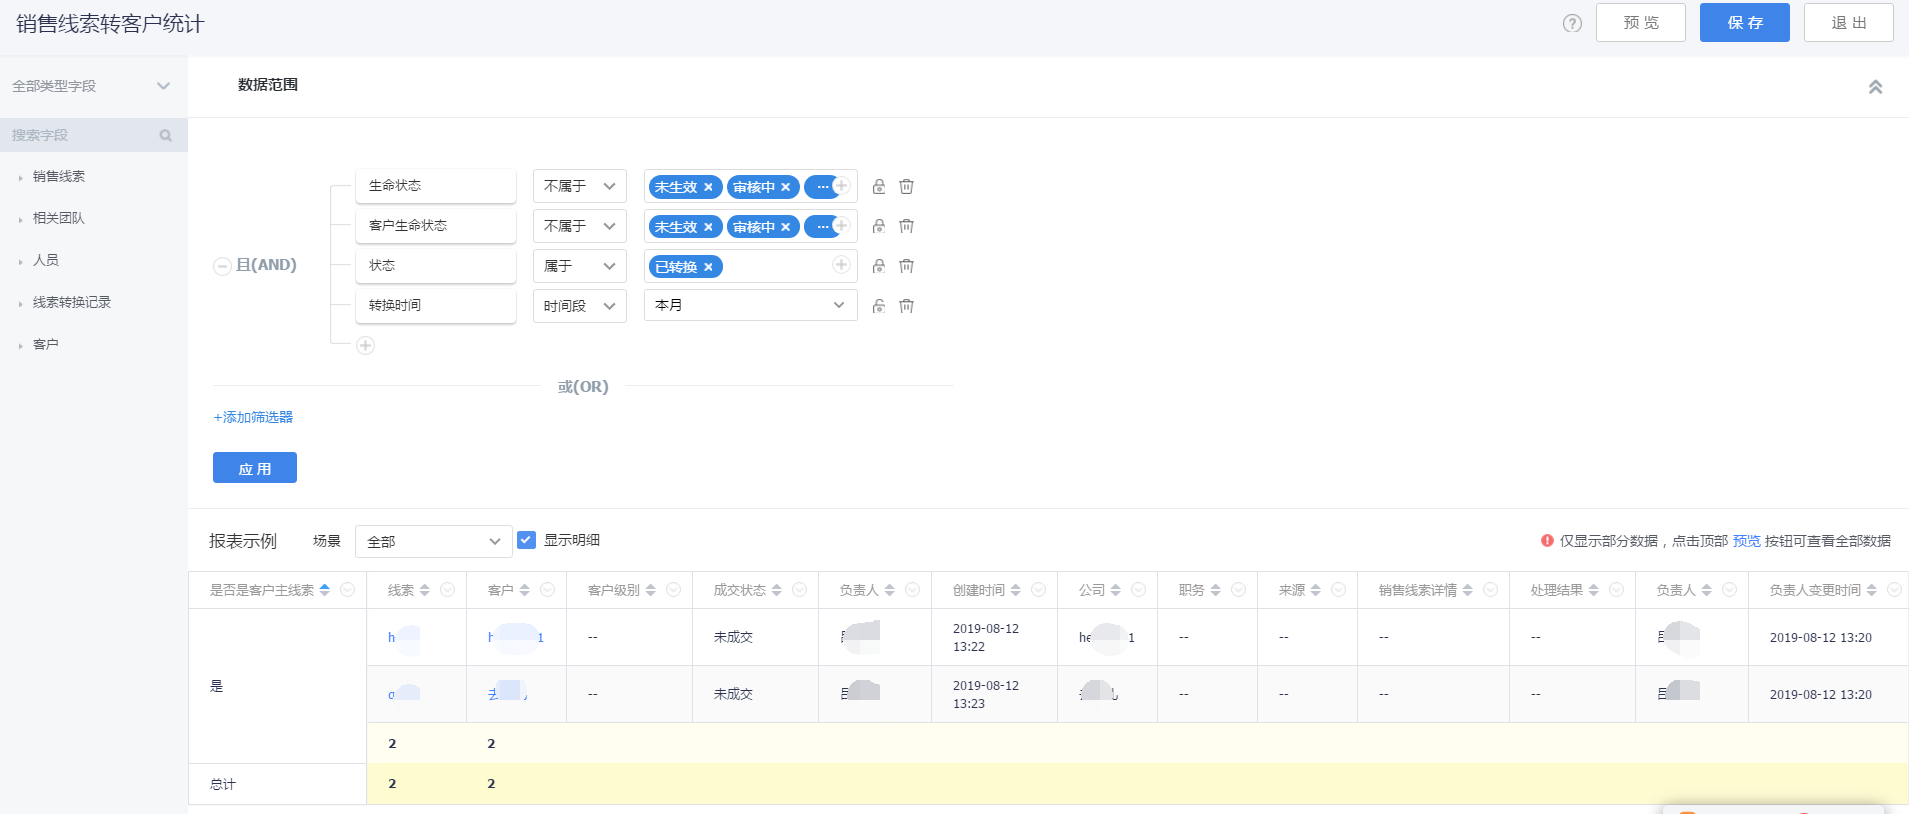 销售线索转客户统计
? 预 览 保 存 退 出
全部类型字段
数据范围
搜索字段
销售线索
相关团队
人员
线索转换记录
客户
且(AND)
生命状态 不属于 未生效 × 审核中 × ...
客户生命状态 不属于 未生效 × 审核中 × ...
状态 属于 已转换 ×
转换时间 时间段 本月
或(OR)
+添加筛选器
应 用
报表示例 场景 全部 显示明细
仅显示部分数据，点击顶部 预览 按钮可查看全部数据
是否是客户主线索 线索 客户 客户级别 成交状态 负责人 创建时间 公司 职务 来源 销售线索详情 处理结果 负责人 负责人变更时间
是
h h 1 -- 未成交 2019-08-12 13:22 he 1 -- -- -- -- 2019-08-12 13:20
-- 未成交 2019-08-12 13:23 -- -- -- -- 2019-08-12 13:20
2 2
总计 2 2